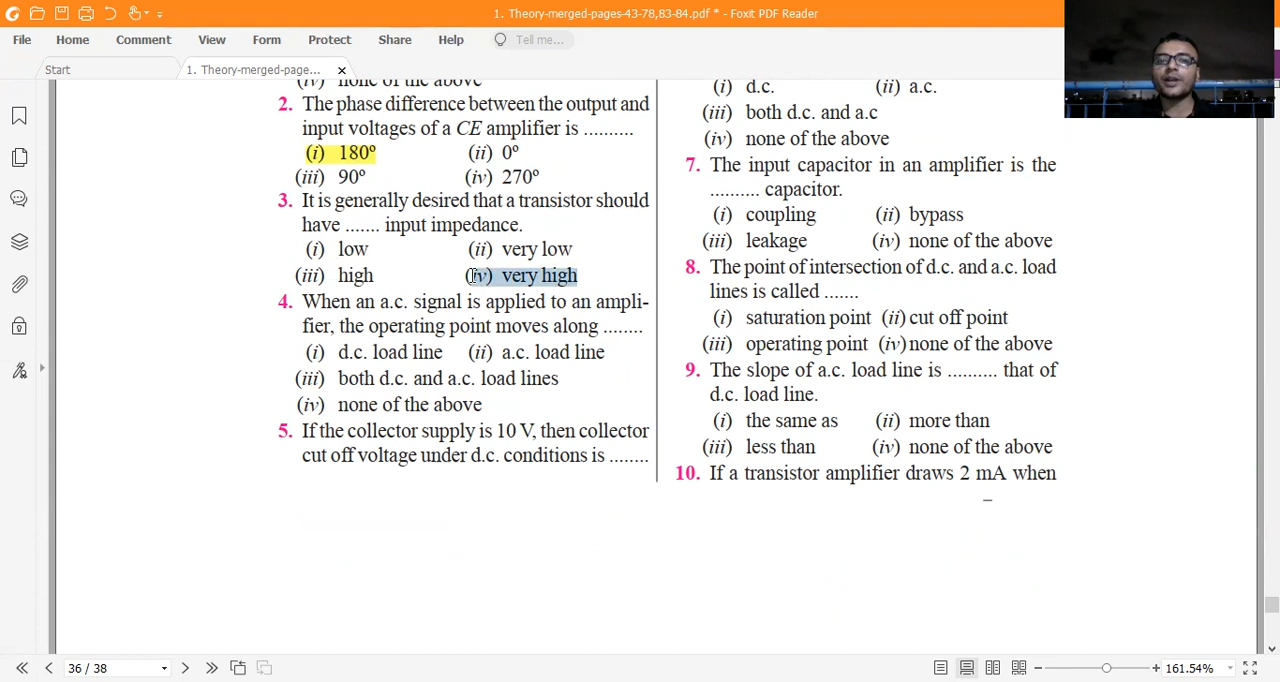 1. Theory-merged-pages-43-78,83-84.pdf * - Foxit PDF Reader
File Home Comment View Form Protect Share Help Tell me...
Start 1. Theory-merged-page...
(iv) none of the above
2. The phase difference between the output and
input voltages of a CE amplifier is ..........
(i) 180º (ii) 0º
(iii) 90º (iv) 270º
3. It is generally desired that a transistor should
have ....... input impedance.
(i) low (ii) very low
(iii) high (iv) very high
4. When an a.c. signal is applied to an ampli-
fier, the operating point moves along ........
(i) d.c. load line (ii) a.c. load line
(iii) both d.c. and a.c. load lines
(iv) none of the above
5. If the collector supply is 10 V, then collector
cut off voltage under d.c. conditions is ........
(i) d.c. (ii) a.c.
(iii) both d.c. and a.c
(iv) none of the above
7. The input capacitor in an amplifier is the
.......... capacitor.
(i) coupling (ii) bypass
(iii) leakage (iv) none of the above
8. The point of intersection of d.c. and a.c. load
lines is called .......
(i) saturation point (ii) cut off point
(iii) operating point (iv) none of the above
9. The slope of a.c. load line is .......... that of
d.c. load line.
(i) the same as (ii) more than
(iii) less than (iv) none of the above
10. If a transistor amplifier draws 2 mA when
36 / 38 161.54%